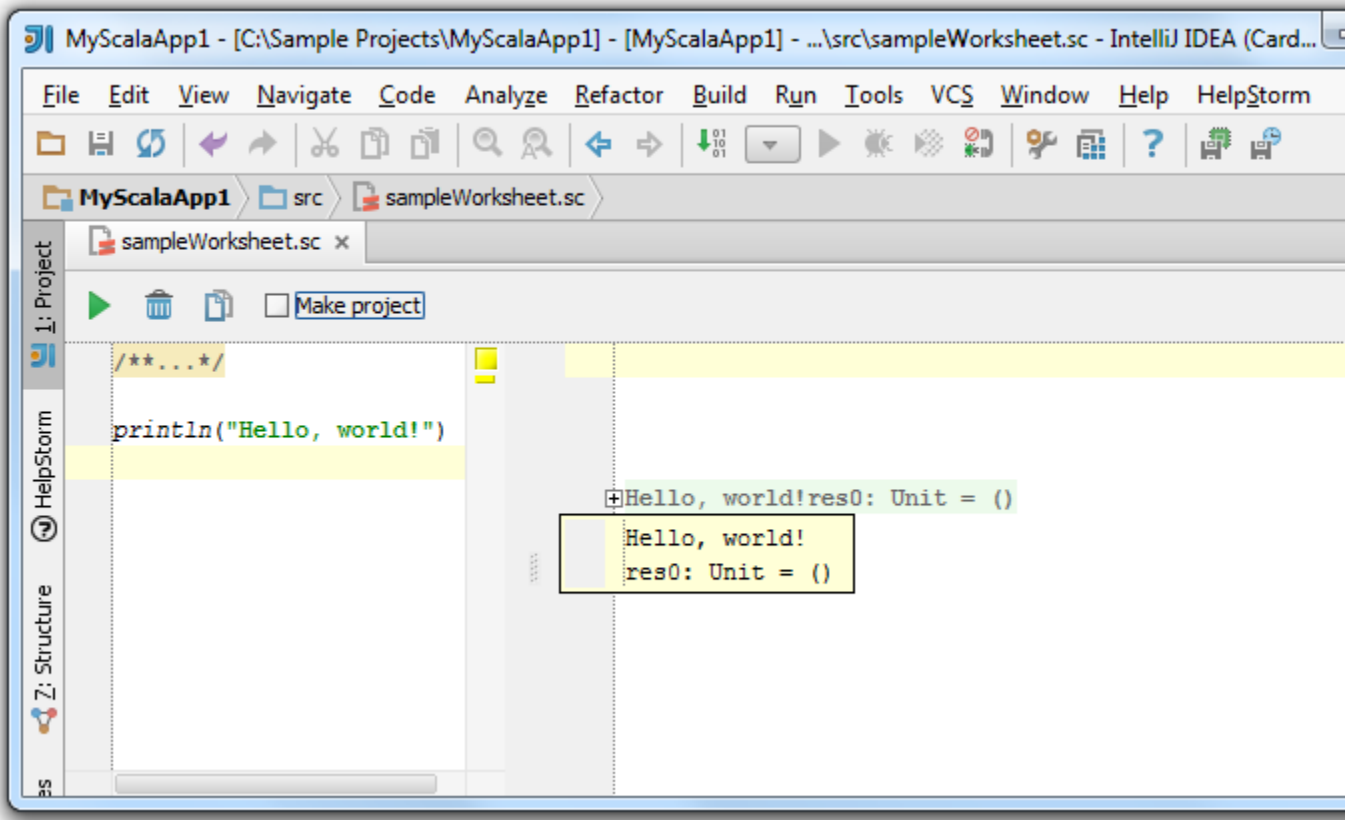 MyScalaApp1 - [C:\Sample Projects\MyScalaApp1] - [MyScalaApp1] - ...\src\sampleWorksheet.sc - IntelliJ IDEA (Card...
File Edit View Navigate Code Analyze Refactor Build Run Tools VCS Window Help HelpStorm
MyScalaApp1 src sampleWorksheet.sc
sampleWorksheet.sc
1: Project
Make project
/**...*/
println("Hello, world!")
HelpStorm
Hello, world!res0: Unit = ()
Hello, world!
res0: Unit = ()
7: Structure
es